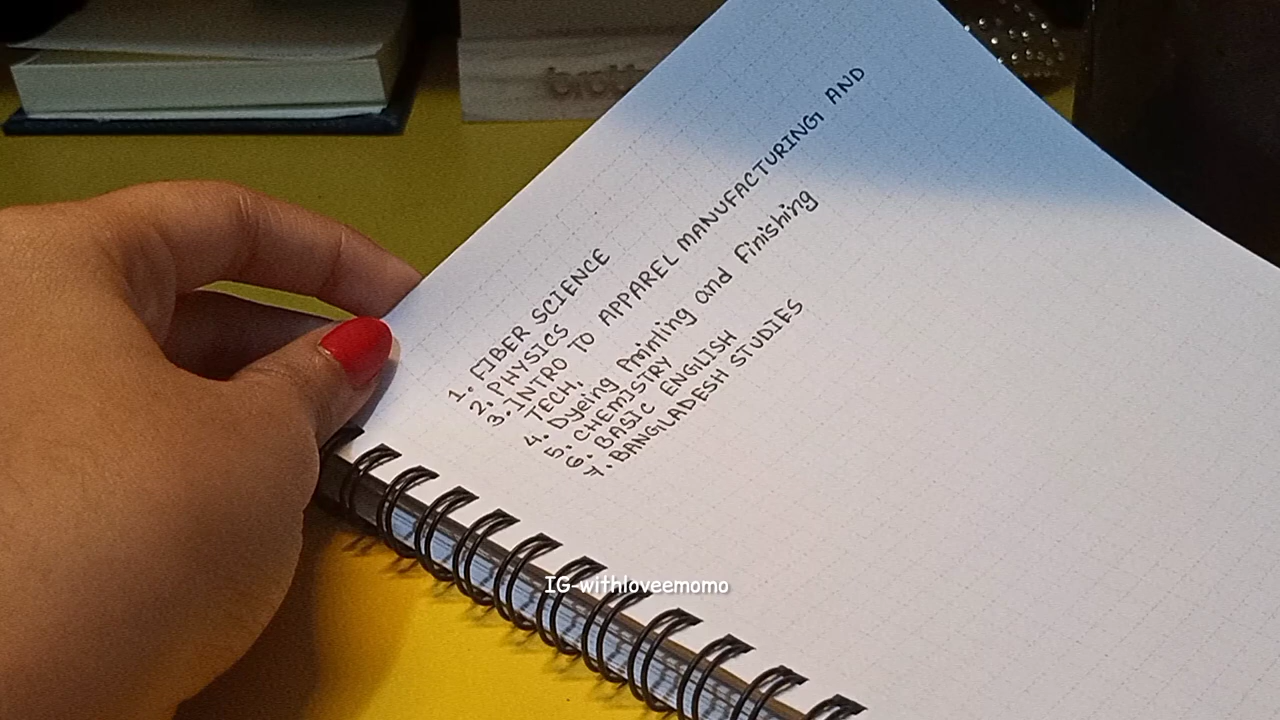 1. FIBER SCIENCE
2. PHYSICS
3. INTRO TO APPAREL MANUFACTURING AND
TECH.
4. Dyeing Printing and Finishing
5. CHEMISTRY
6. BASIC ENGLISH
7. BANGLADESH STUDIES
IG-withloveemomo